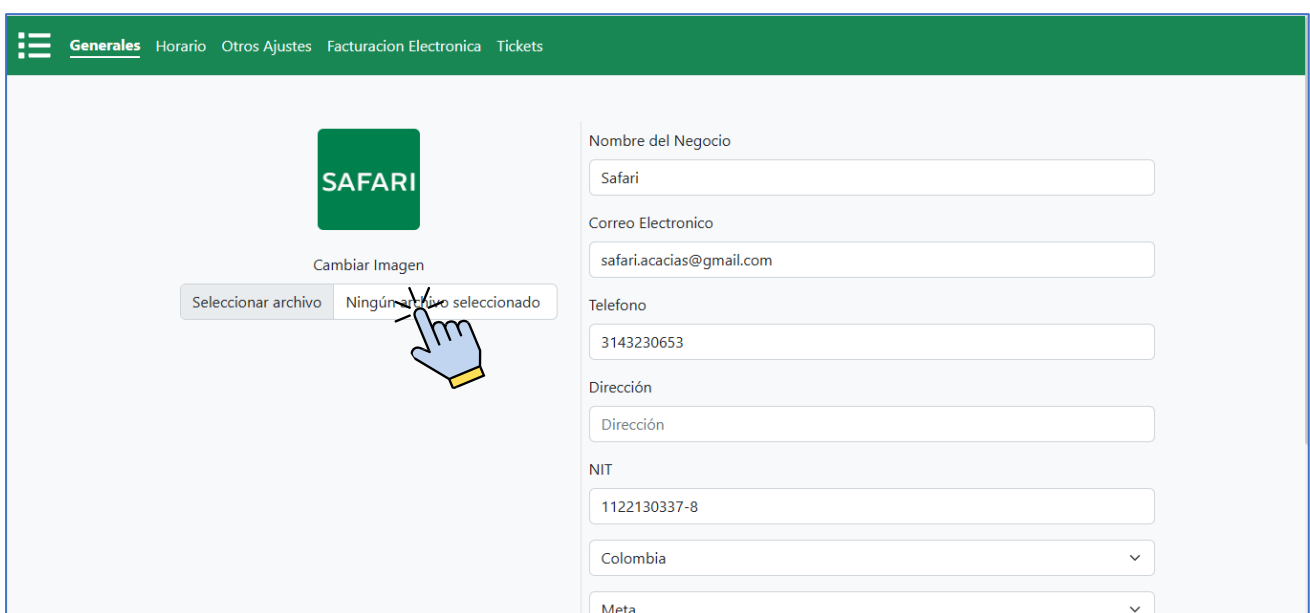 Generales Horario Otros Ajustes Facturacion Electronica Tickets
SAFARI
Cambiar Imagen
Seleccionar archivo Ningún archivo seleccionado
Nombre del Negocio
Safari
Correo Electronico
safari.acacias@gmail.com
Telefono
3143230653
Dirección
Dirección
NIT
1122130337-8
Colombia
Meta